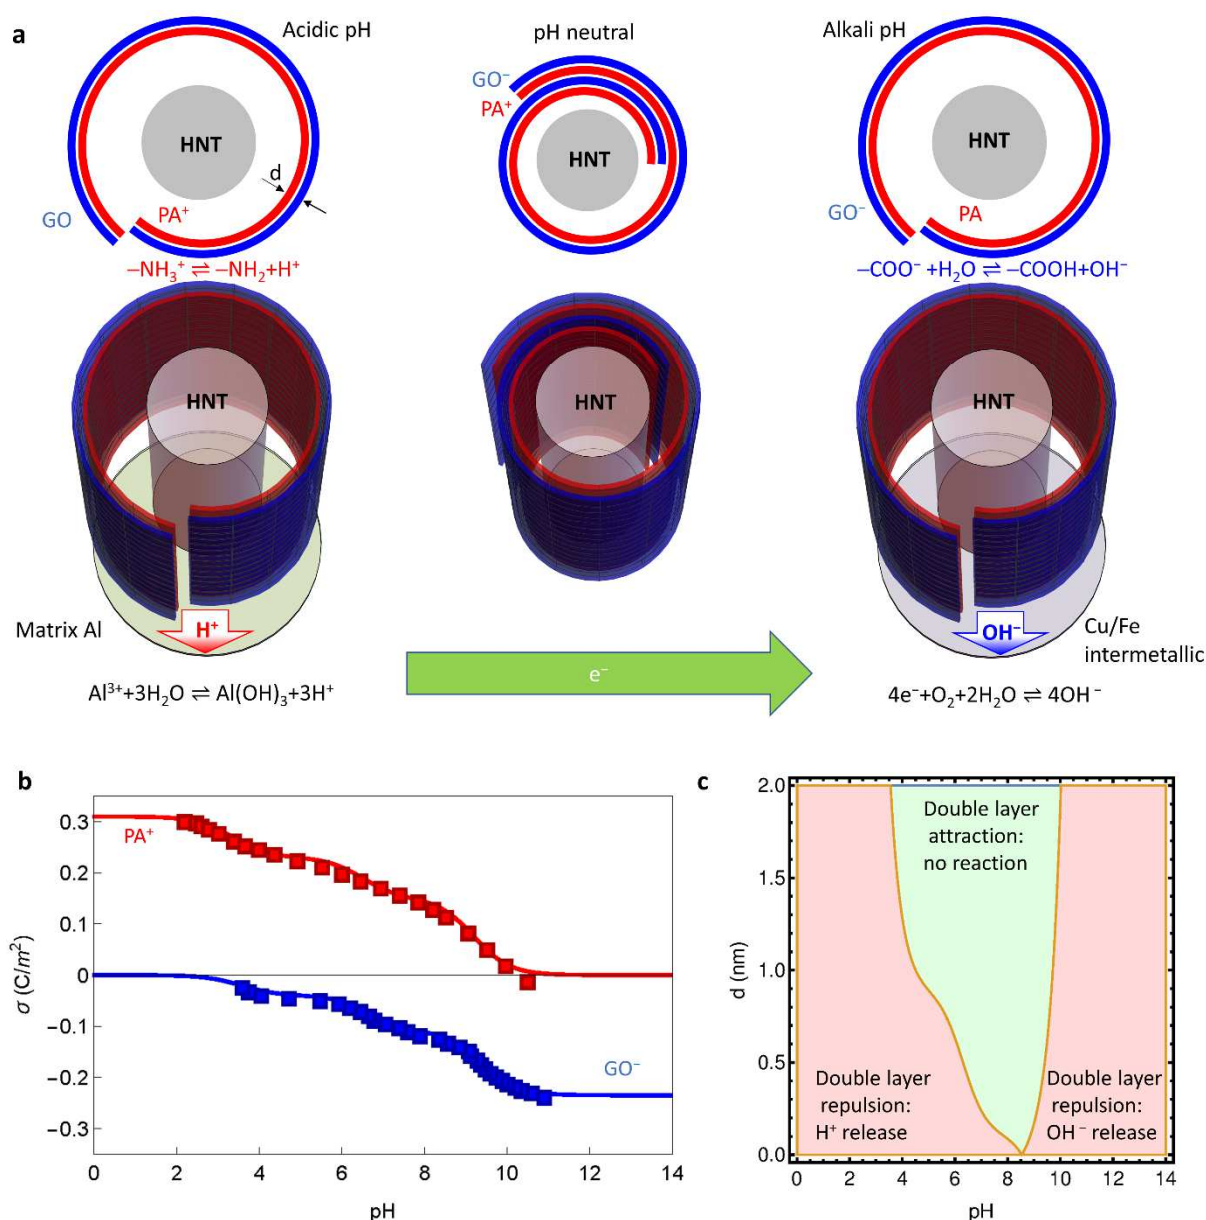 a
Acidic pH
pH neutral
Alkali pH
HNT
d
PA⁺
GO
GO⁻
PA⁺
HNT
HNT
PA
GO⁻
–NH₃⁺ ⇌ –NH₂+H⁺
–COO⁻ +H₂O ⇌ –COOH+OH⁻
HNT
HNT
HNT
Matrix Al
H⁺
OH⁻
Cu/Fe
intermetallic
e⁻
Al³⁺+3H₂O ⇌ Al(OH)₃+3H⁺
4e⁻+O₂+2H₂O ⇌ 4OH⁻
b
σ (C/m²)
0.3
0.2
0.1
0
−0.1
−0.2
−0.3
PA⁺
GO⁻
0 2 4 6 8 10 12 14
pH
c
d (nm)
2.0
1.5
1.0
0.5
0.0
Double layer
attraction:
no reaction
Double layer
repulsion:
H⁺ release
Double layer
repulsion:
OH⁻ release
0 2 4 6 8 10 12 14
pH